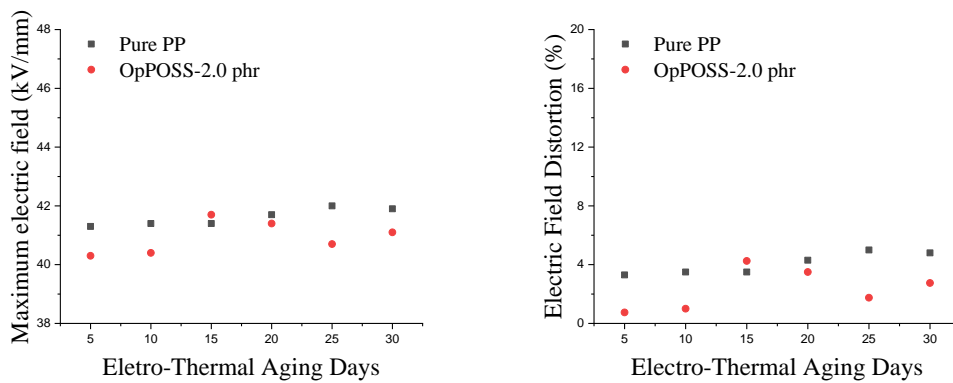 Maximum electric field (kV/mm)
48
46
44
42
40
38
Pure PP
OpPOSS-2.0 phr
5 10 15 20 25 30
Eletro-Thermal Aging Days
Electric Field Distortion (%)
20
16
12
8
4
0
Pure PP
OpPOSS-2.0 phr
5 10 15 20 25 30
Electro-Thermal Aging Days